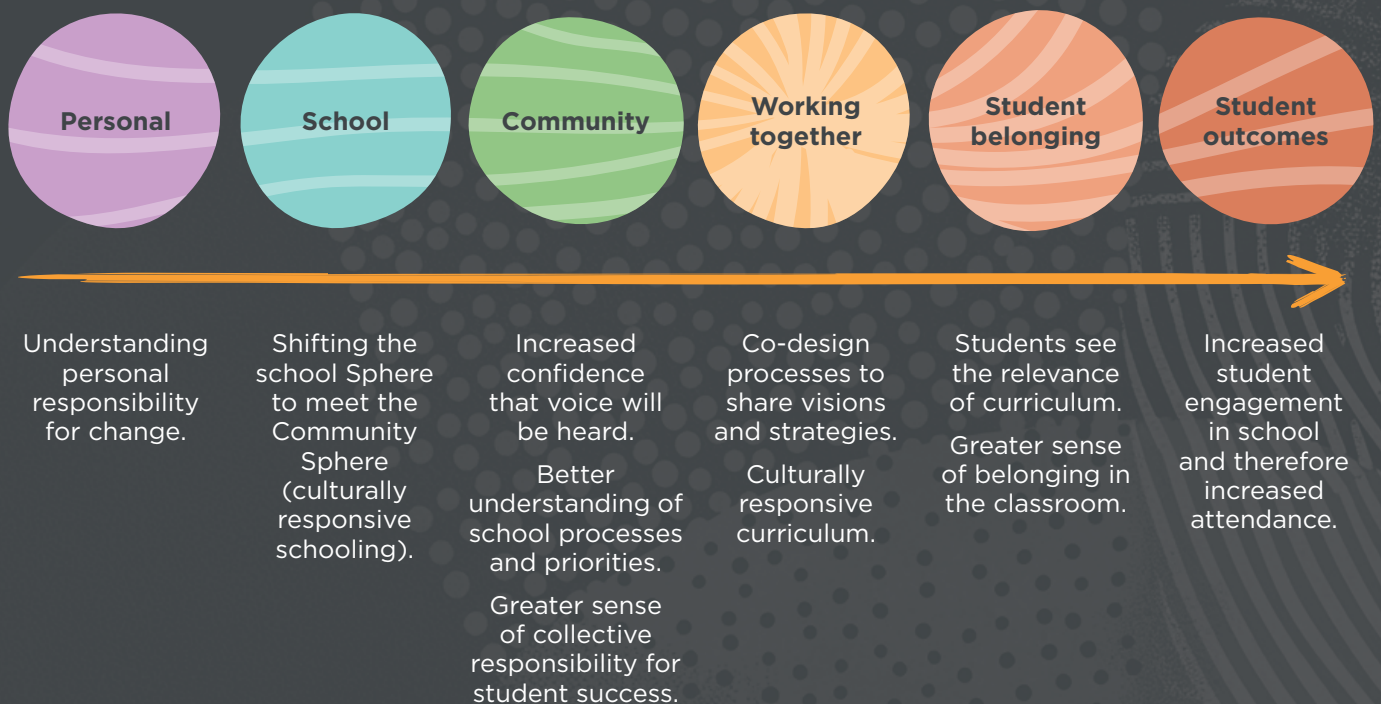 Personal
School
Community
Working
together
Student
belonging
Student
outcomes
Understanding
personal
responsibility
for change.
Shifting the
school Sphere
to meet the
Community
Sphere
(culturally
responsive
schooling).
Increased
confidence
that voice will
be heard.
Better
understanding of
school processes
and priorities.
Greater sense
of collective
responsibility for
student success.
Co-design
processes to
share visions
and strategies.
Culturally
responsive
curriculum.
Students see
the relevance
of curriculum.
Greater sense
of belonging in
the classroom.
Increased
student
engagement
in school
and therefore
increased
attendance.